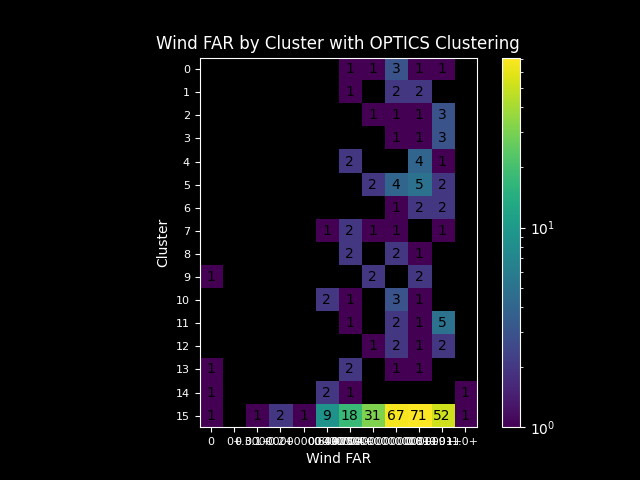 Wind FAR by Cluster with OPTICS Clustering
0 1 1 3 1 1
1 1 2 2
2 1 1 1 3
3 1 1 3
4 2 4 1
5 2 4 5 2
6 1 2 2
7 1 2 1 1 1
8 2 2 1
9 1 2 2
10 2 1 3 1
11 1 2 1 5
12 1 2 1 2
13 1 2 1 1
14 1 2 1 1
15 1 1 2 1 9 18 31 67 71 52 1
Cluster
0
Wind FAR
10¹
10⁰